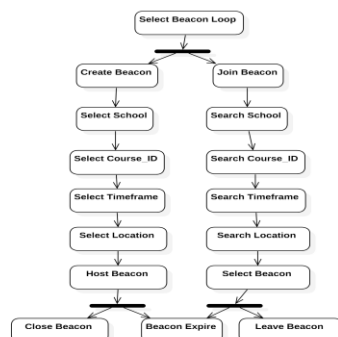 Select Beacon Loop
Create Beacon
Join Beacon
Select School
Search School
Select Course_ID
Search Course_ID
Select Timeframe
Search Timeframe
Select Location
Search Location
Host Beacon
Select Beacon
Close Beacon
Beacon Expire
Leave Beacon